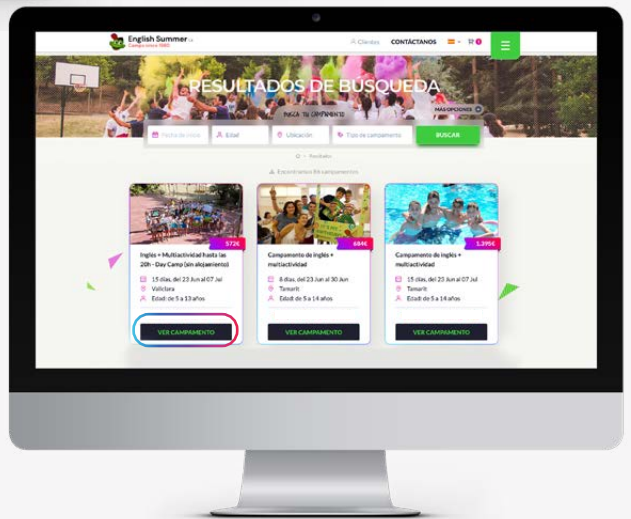 English Summer S.A.
Camps since 1980
Clientes
CONTÁCTANOS
0
RESULTADOS DE BÚSQUEDA
BUSCA TU CAMPAMENTO
MÁS OPCIONES
Fecha de inicio
Edad
Ubicación
Tipo de campamento
BUSCAR
> Resultados
Encontramos 89 campamentos
572€
Inglés + Multiactividad hasta las
20h - Day Camp (sin alojamiento)
15 días, del 23 Jun al 07 Jul
Vallclara
Edad: de 5 a 13 años
VER CAMPAMENTO
684€
Campamento de inglés +
multiactividad
8 días, del 23 Jun al 30 Jun
Tamarit
Edad: de 5 a 14 años
VER CAMPAMENTO
1.395€
Campamento de inglés +
multiactividad
15 días, del 23 Jun al 07 Jul
Tamarit
Edad: de 5 a 14 años
VER CAMPAMENTO